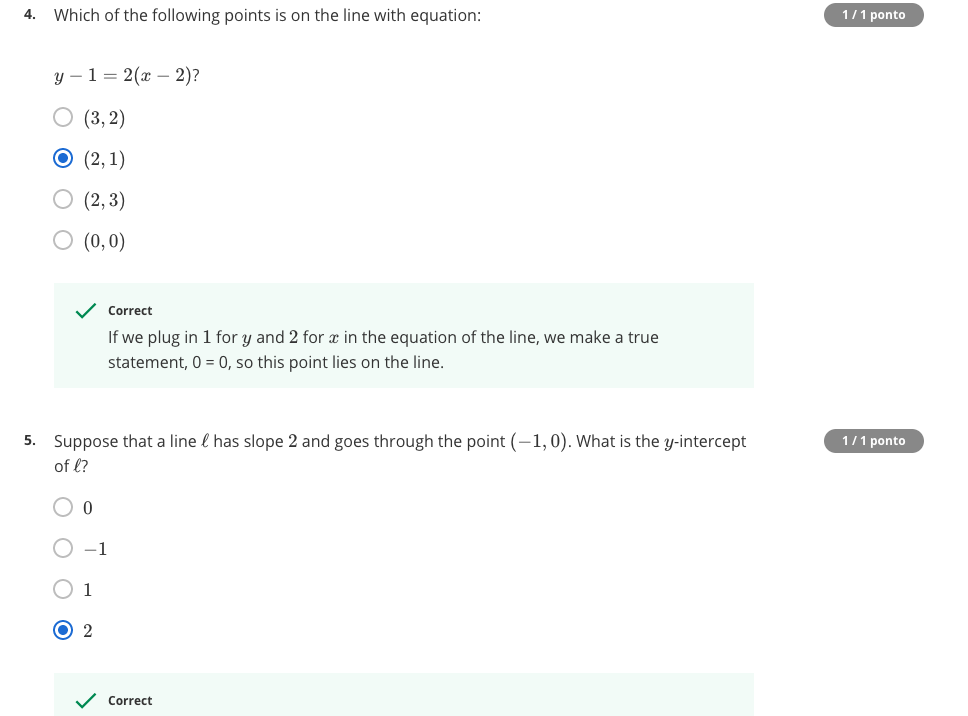 4. Which of the following points is on the line with equation:
1 / 1 ponto
y − 1 = 2(x − 2)?
(3, 2)
(2, 1)
(2, 3)
(0, 0)
Correct
If we plug in 1 for y and 2 for x in the equation of the line, we make a true
statement, 0 = 0, so this point lies on the line.
5. Suppose that a line ℓ has slope 2 and goes through the point (−1, 0). What is the y-intercept
1 / 1 ponto
of ℓ?
0
−1
1
2
Correct